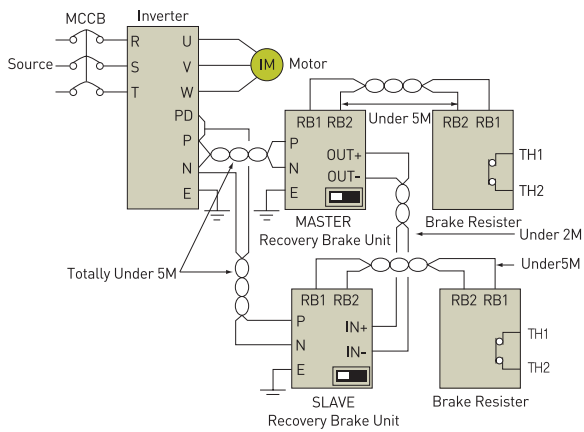 MCCB
Inverter
Source
R
S
T
U
V
W
IM
Motor
PD
P
N
E
RB1 RB2
Under 5M
RB2 RB1
P
N
E
OUT+
OUT-
TH1
TH2
MASTER
Recovery Brake Unit
Brake Resister
Under 2M
Totally Under 5M
Under5M
RB1 RB2
RB2 RB1
P
N
E
IN+
IN-
TH1
TH2
SLAVE
Recovery Brake Unit
Brake Resister